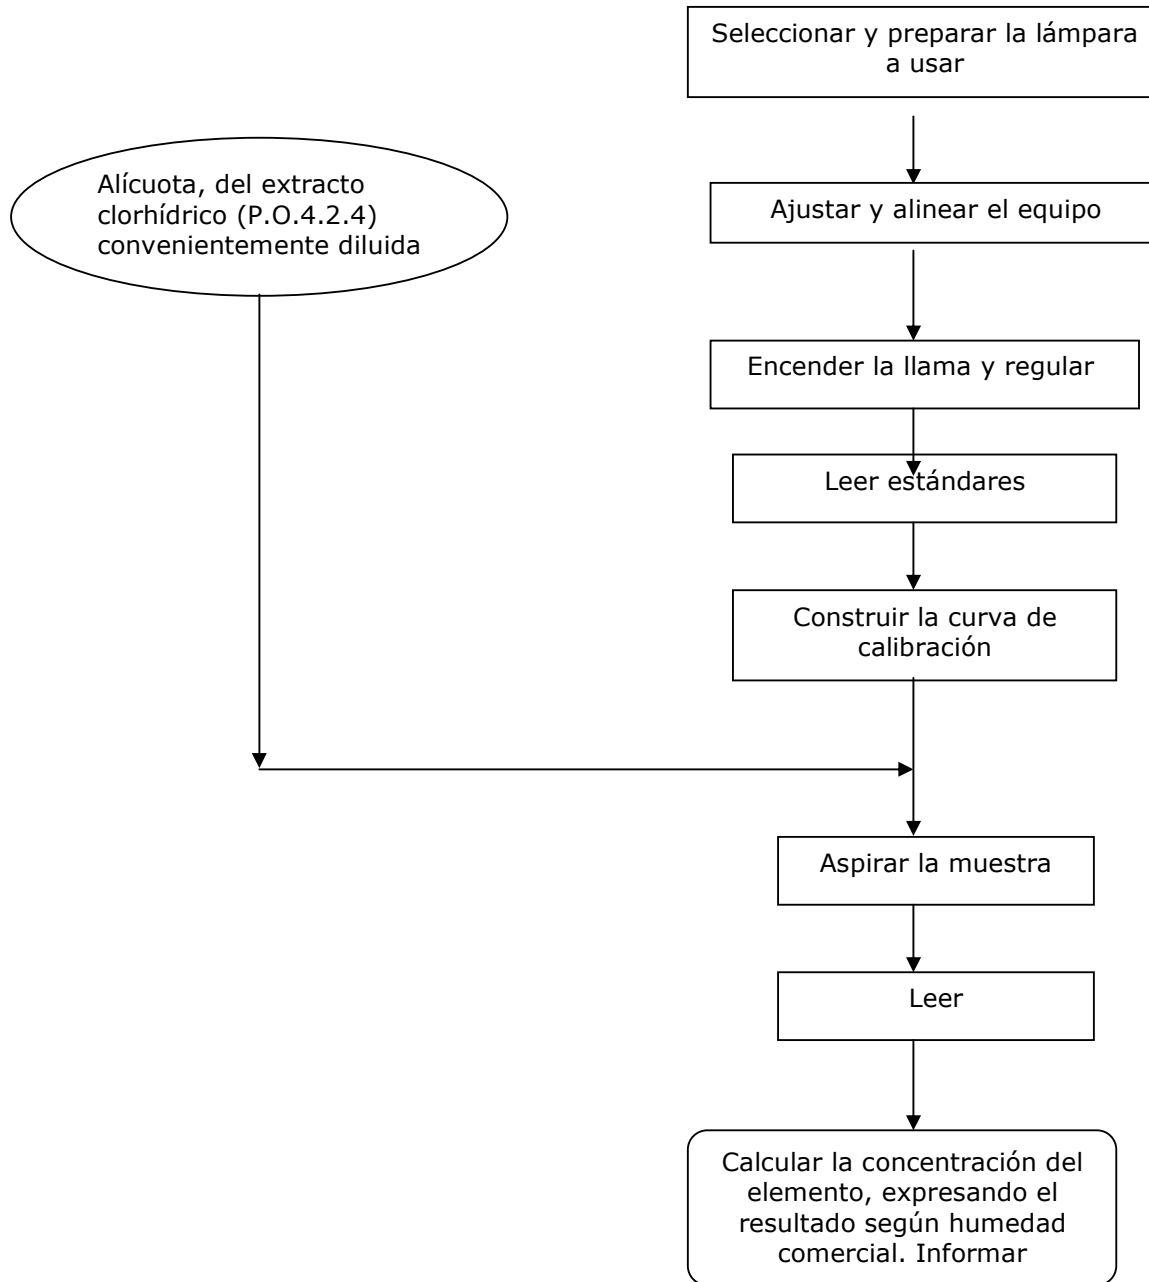 Seleccionar y preparar la lámpara
a usar
Alícuota, del extracto
clorhídrico (P.O.4.2.4)
convenientemente diluida
Ajustar y alinear el equipo
Encender la llama y regular
Leer estándares
Construir la curva de
calibración
Aspirar la muestra
Leer
Calcular la concentración del
elemento, expresando el
resultado según humedad
comercial. Informar